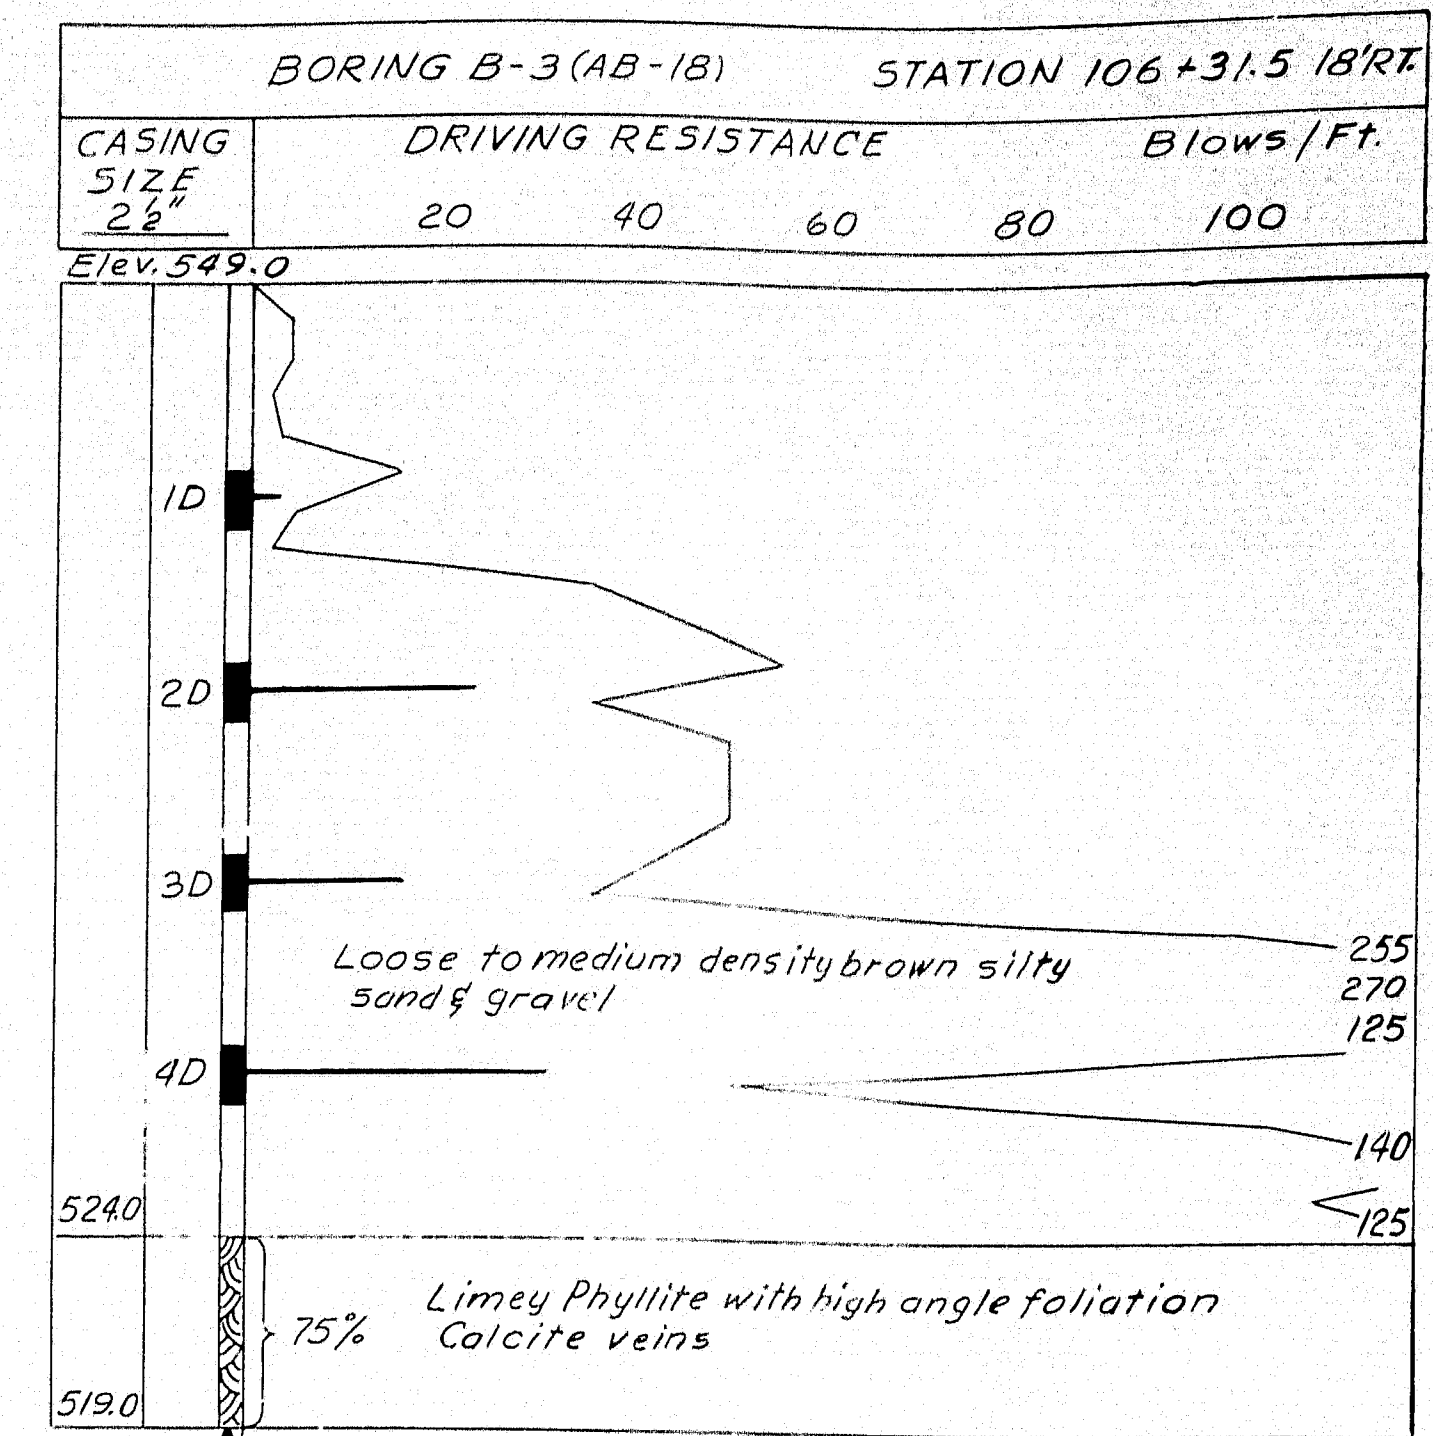 BORING B-3 (AB-18) STATION 106+31.5 18'RT.
CASING DRIVING RESISTANCE Blows/Ft.
SIZE
2½" 20 40 60 80 100
Elev. 549.0
1D
2D
3D
Loose to medium density brown silty 255
sand & gravel 270
125
4D
140
524.0 125
Limey Phyllite with high angle foliation
75% Calcite veins
519.0